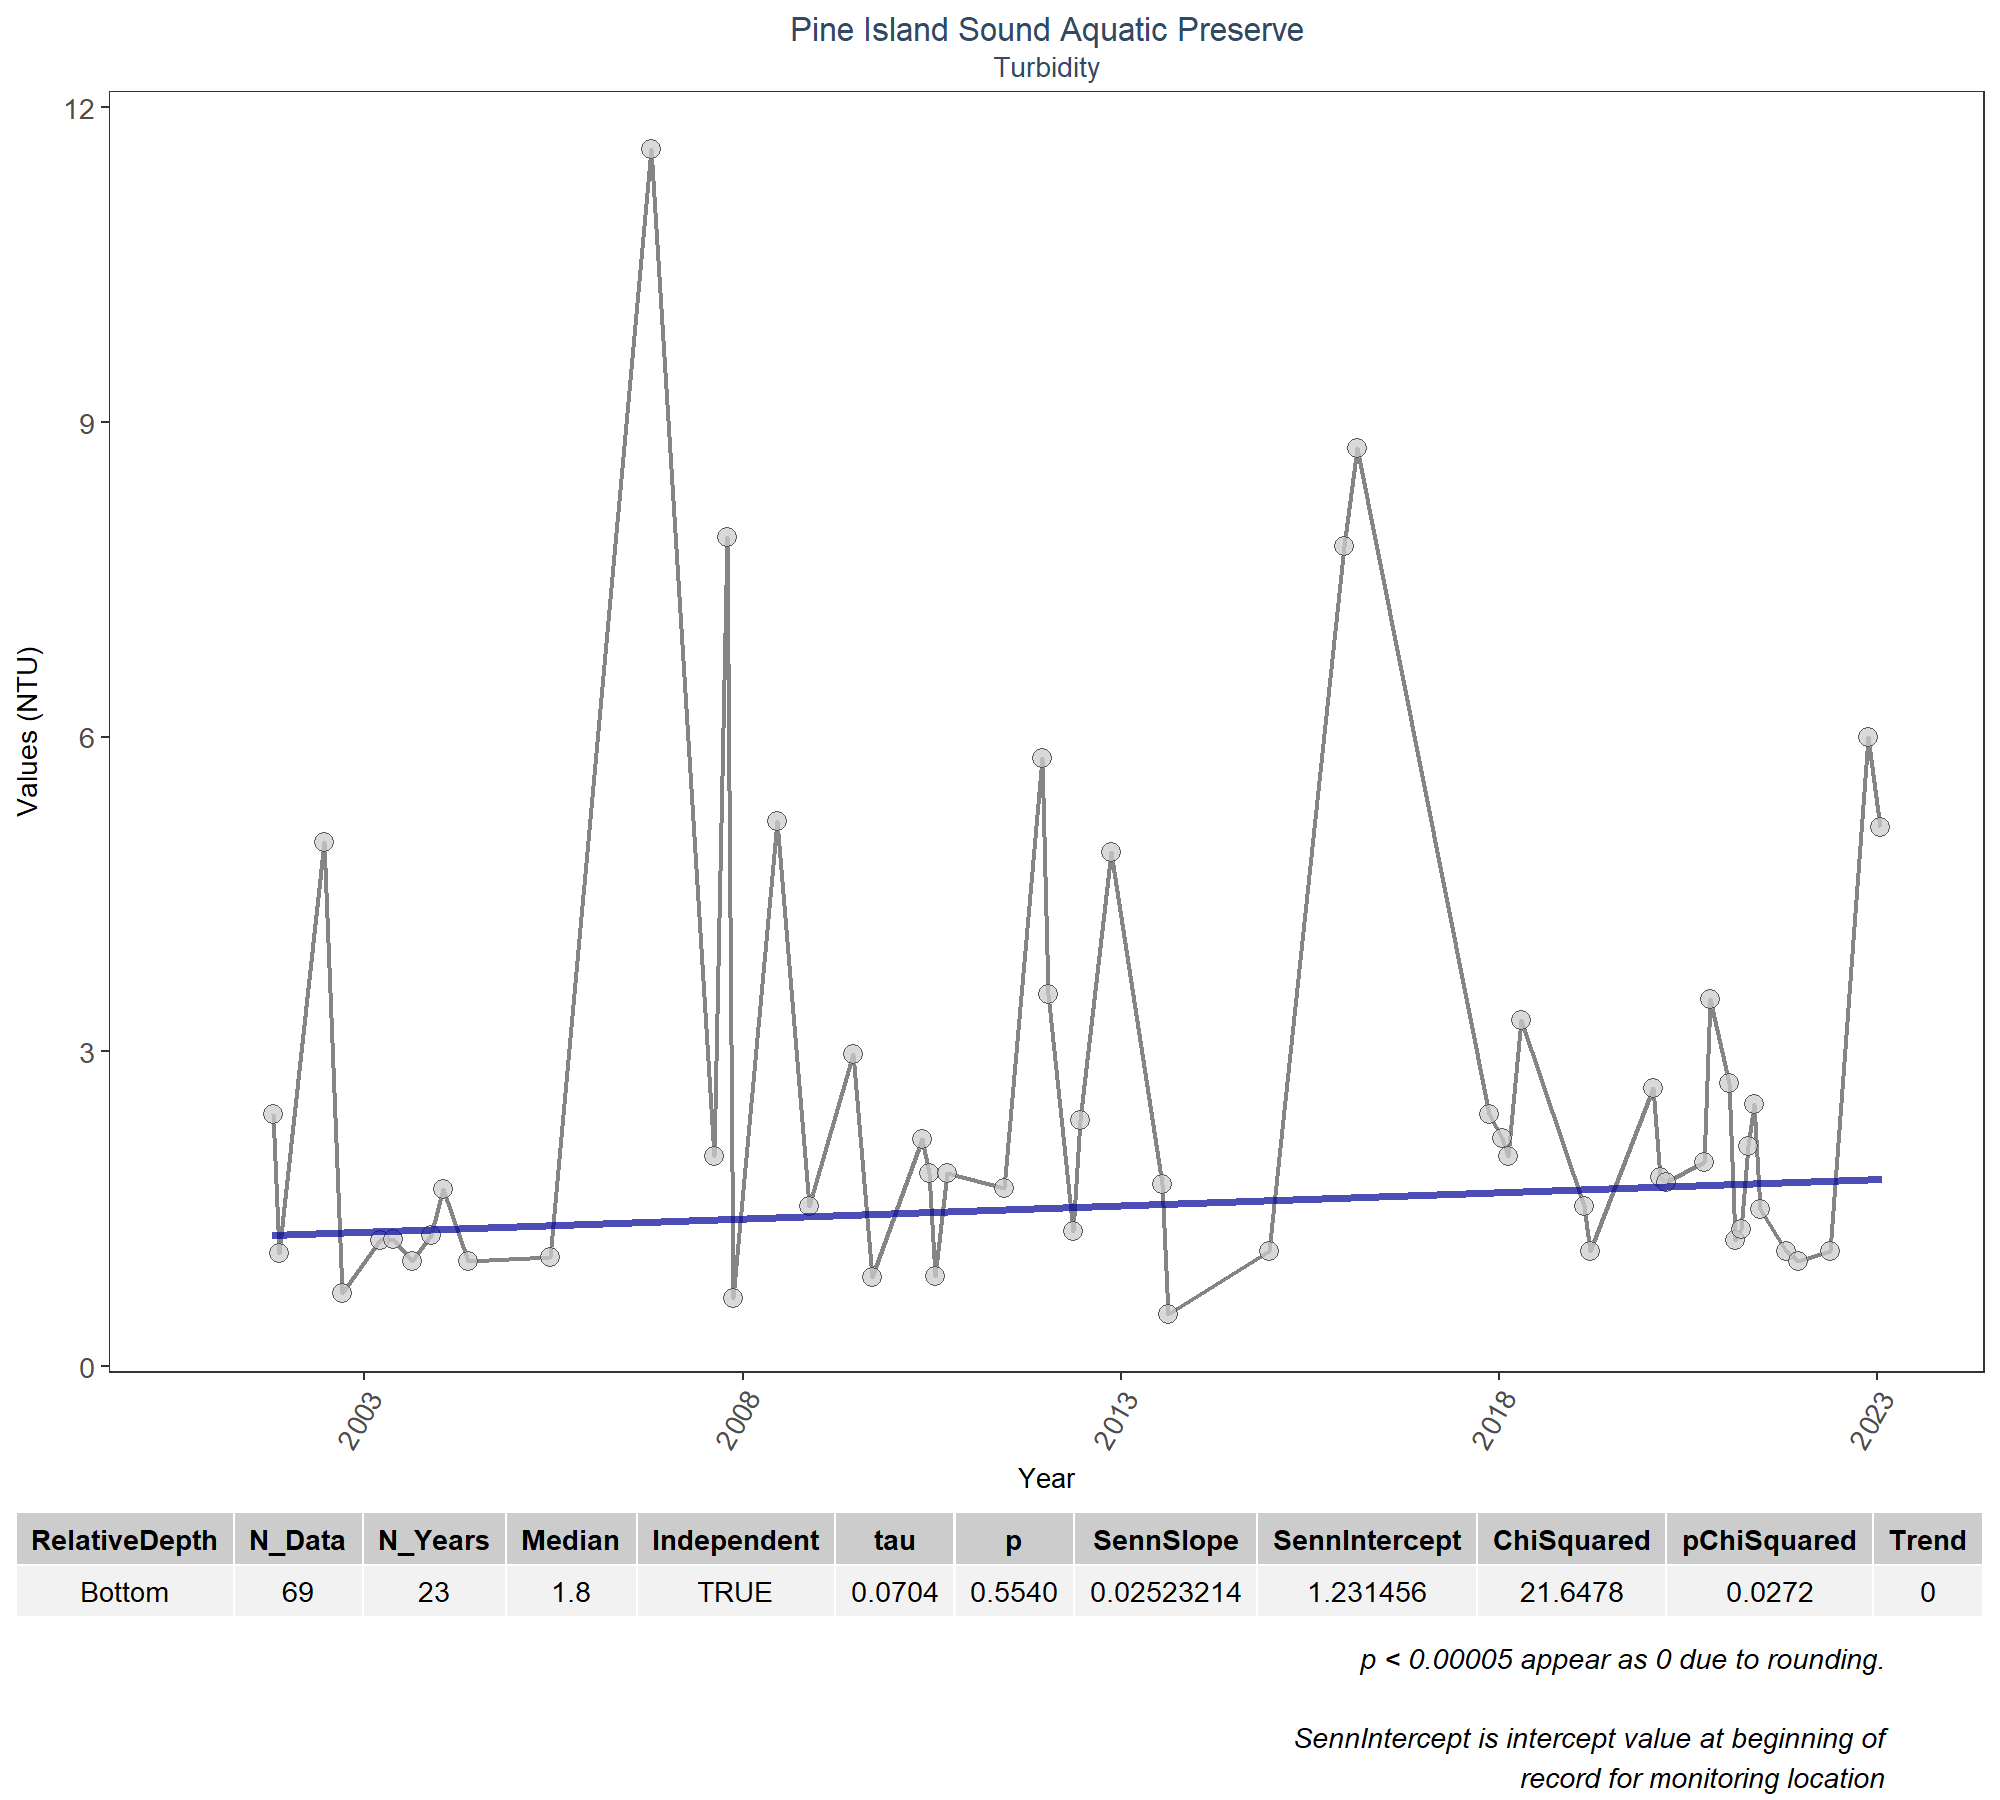 Pine Island Sound Aquatic Preserve
Turbidity
12
9
6
3
0
Values (NTU)
2003
2008
2013
2018
2023
Year
RelativeDepth N_Data N_Years Median Independent tau p SennSlope SennIntercept ChiSquared pChiSquared Trend
Bottom 69 23 1.8 TRUE 0.0704 0.5540 0.02523214 1.231456 21.6478 0.0272 0
p < 0.00005 appear as 0 due to rounding.
SennIntercept is intercept value at beginning of
record for monitoring location